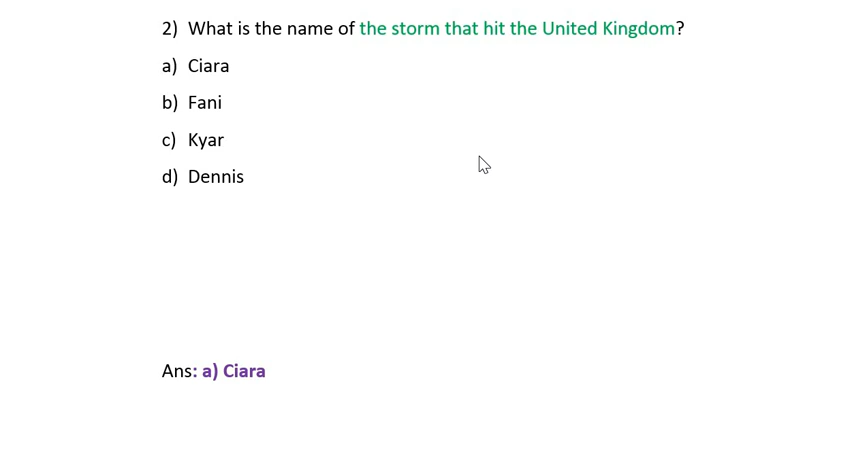 2) What is the name of the storm that hit the United Kingdom?
a) Ciara
b) Fani
c) Kyar
d) Dennis
Ans: a) Ciara